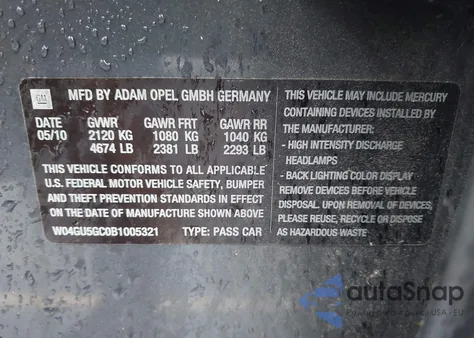 GM
MFD BY ADAM OPEL GMBH GERMANY
DATE GVWR GAWR FRT GAWR RR
05/10 2120 KG 1080 KG 1040 KG
4674 LB 2381 LB 2293 LB
THIS VEHICLE CONFORMS TO ALL APPLICABLE
U.S. FEDERAL MOTOR VEHICLE SAFETY, BUMPER
AND THEFT PREVENTION STANDARDS IN EFFECT
ON THE DATE OF MANUFACTURE SHOWN ABOVE
W04GU5GC0B1005321 TYPE: PASS CAR
THIS VEHICLE MAY INCLUDE MERCURY
CONTAINING DEVICES INSTALLED BY
THE MANUFACTURER:
- HIGH INTENSITY DISCHARGE
HEADLAMPS
- BACK LIGHTING COLOR DISPLAY
REMOVE DEVICES BEFORE VEHICLE
DISPOSAL. UPON REMOVAL OF DEVICES,
PLEASE REUSE, RECYCLE OR DISPOSE
AS HAZARDOUS WASTE
autoSnap
USA - EU